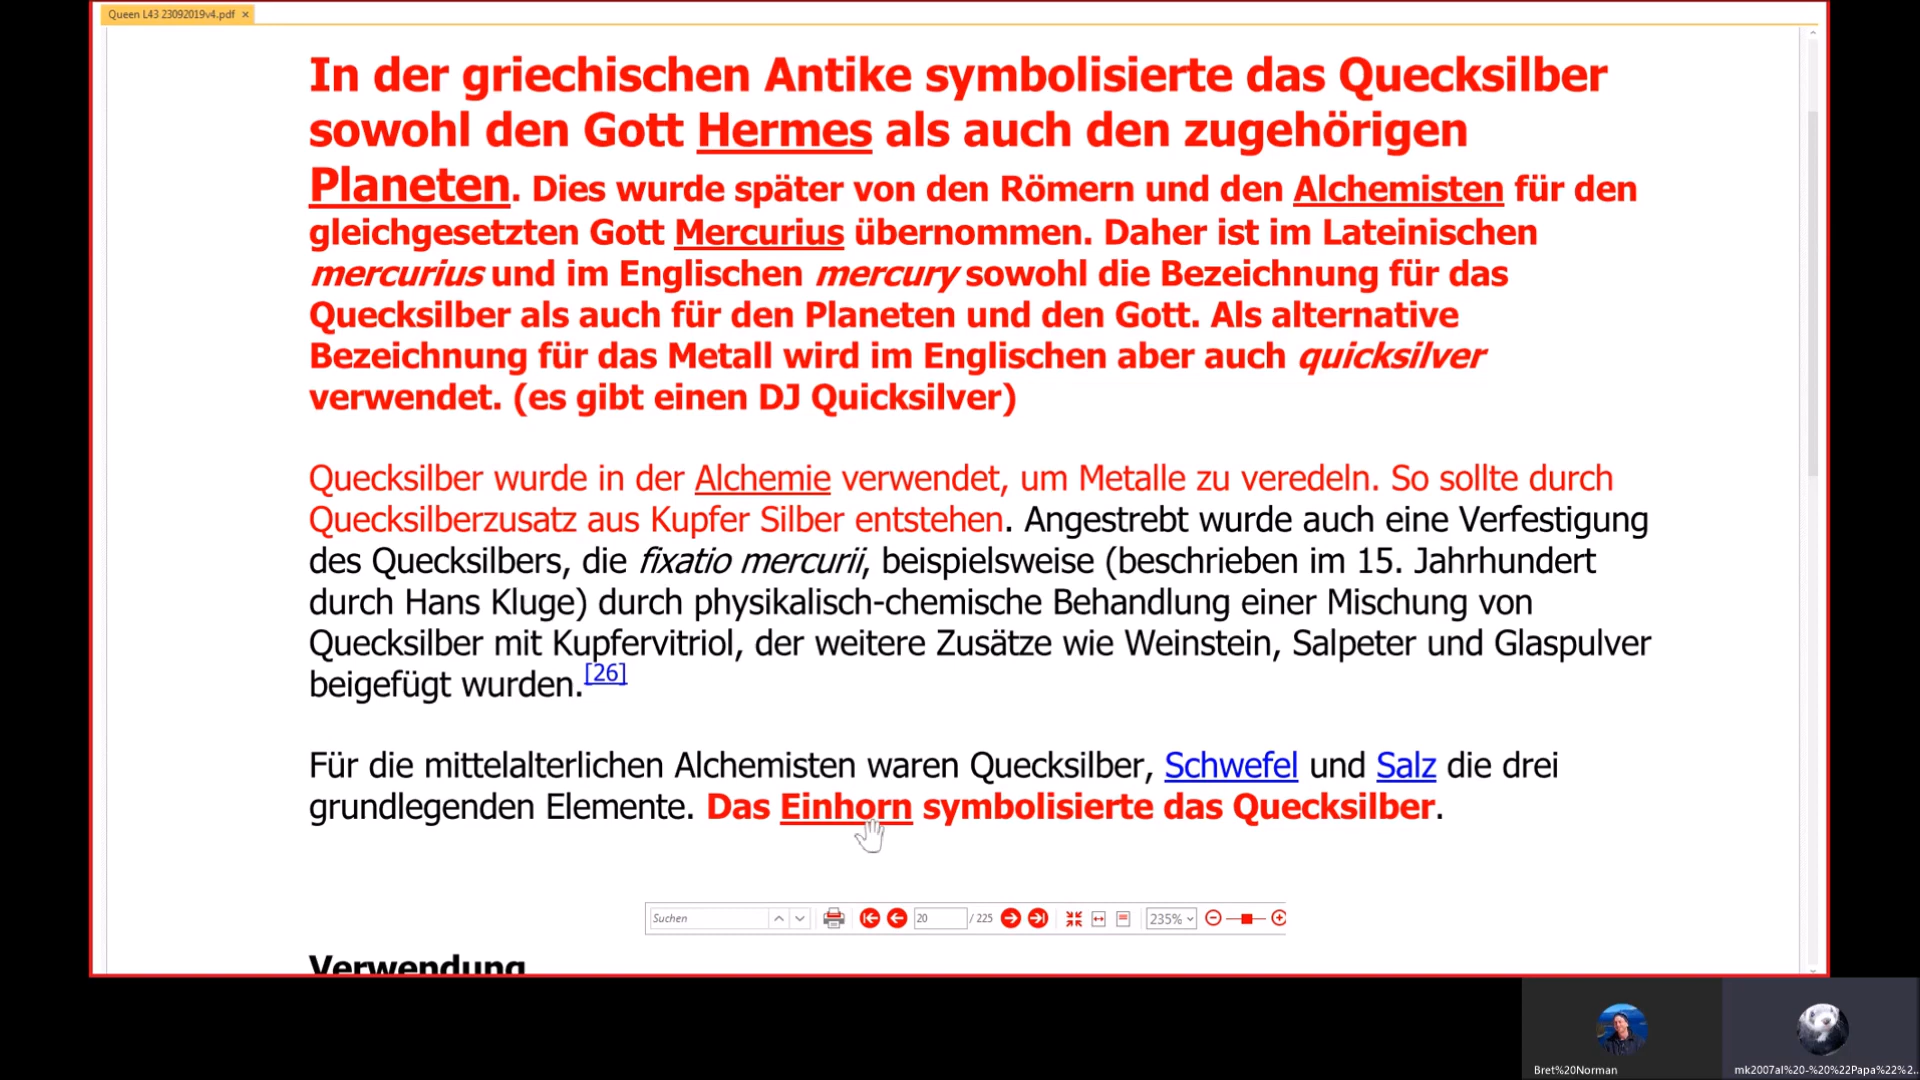 Queen L43 23092019v4.pdf ×
In der griechischen Antike symbolisierte das Quecksilber
sowohl den Gott Hermes als auch den zugehörigen
Planeten. Dies wurde später von den Römern und den Alchemisten für den
gleichgesetzten Gott Mercurius übernommen. Daher ist im Lateinischen
mercurius und im Englischen mercury sowohl die Bezeichnung für das
Quecksilber als auch für den Planeten und den Gott. Als alternative
Bezeichnung für das Metall wird im Englischen aber auch quicksilver
verwendet. (es gibt einen DJ Quicksilver)
Quecksilber wurde in der Alchemie verwendet, um Metalle zu veredeln. So sollte durch
Quecksilberzusatz aus Kupfer Silber entstehen. Angestrebt wurde auch eine Verfestigung
des Quecksilbers, die fixatio mercurii, beispielsweise (beschrieben im 15. Jahrhundert
durch Hans Kluge) durch physikalisch-chemische Behandlung einer Mischung von
Quecksilber mit Kupfervitriol, der weitere Zusätze wie Weinstein, Salpeter und Glaspulver
beigefügt wurden.[26]
Für die mittelalterlichen Alchemisten waren Quecksilber, Schwefel und Salz die drei
grundlegenden Elemente. Das Einhorn symbolisierte das Quecksilber.
Suchen 20 / 225 235%
Verwendung
Bret%20Norman
mk2007al%20-%20%22Papa%22%2...